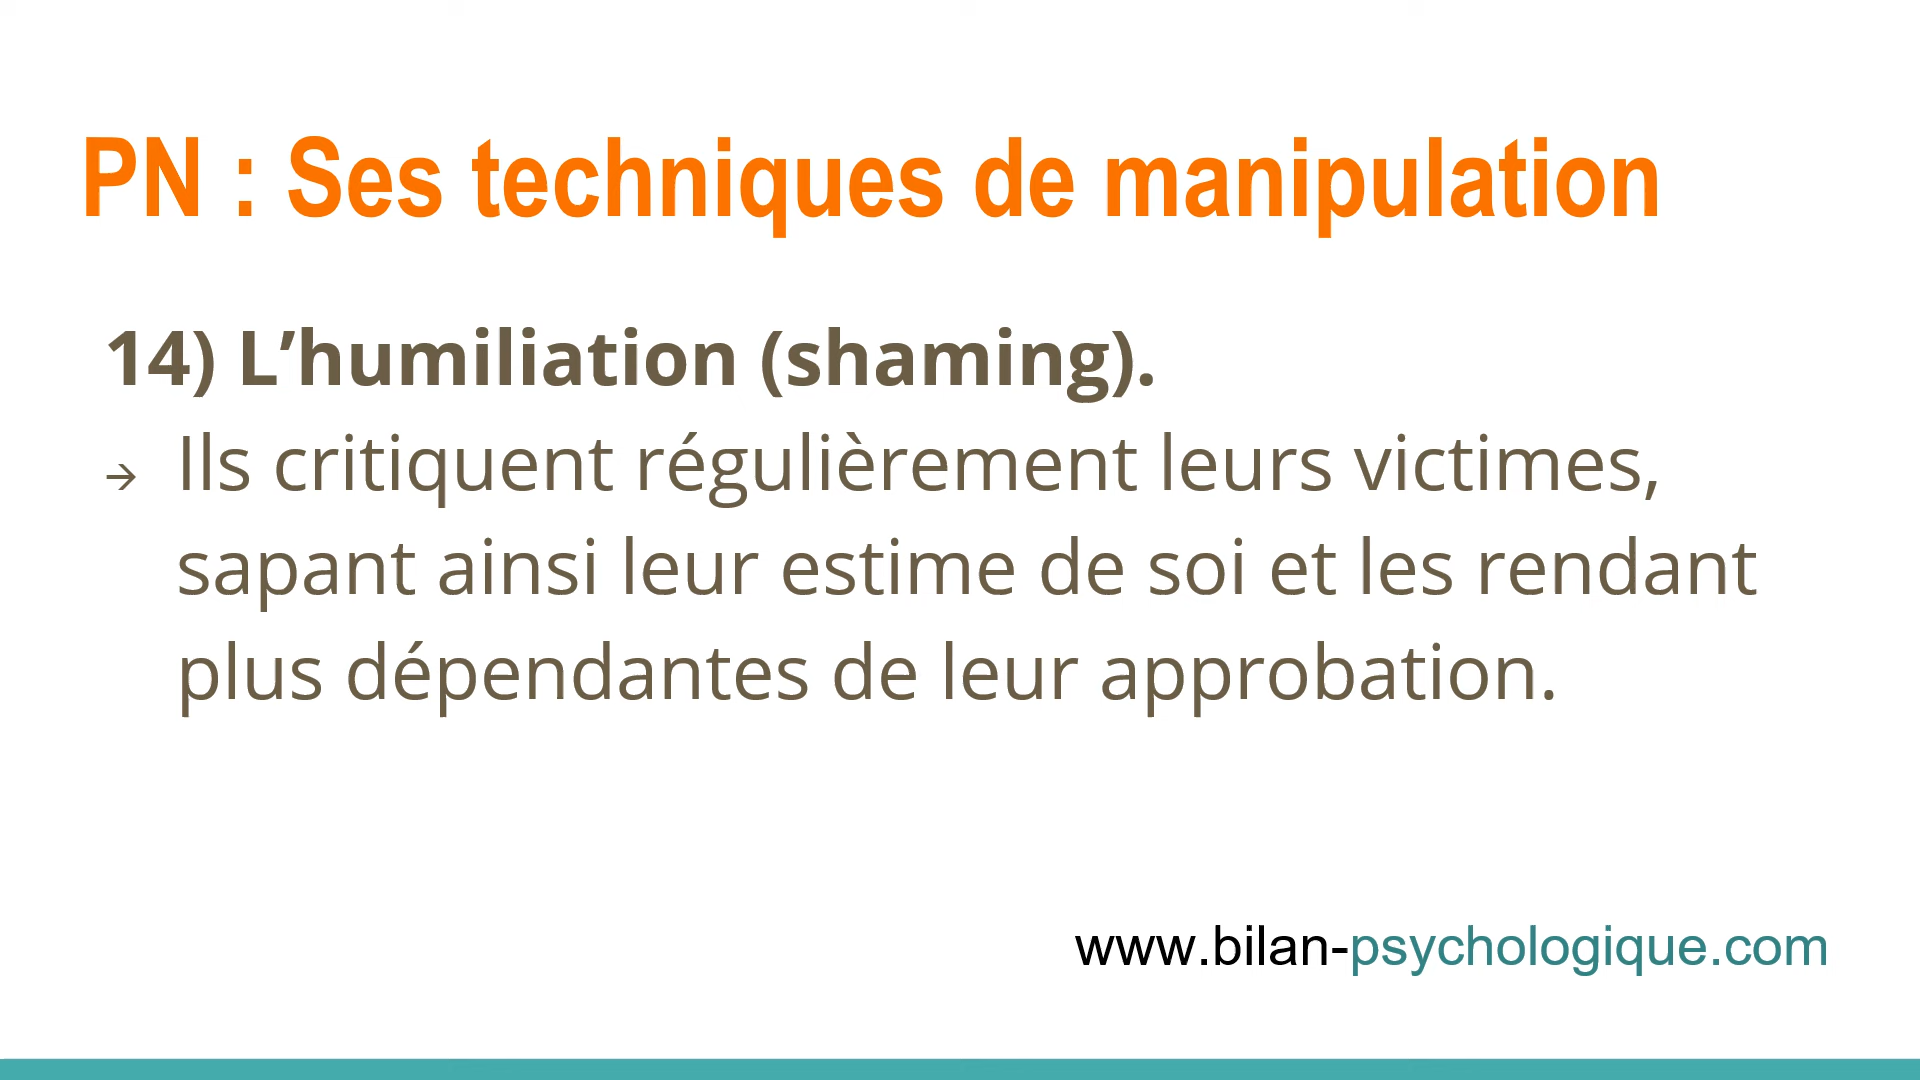 PN : Ses techniques de manipulation
14) L’humiliation (shaming).
→ Ils critiquent régulièrement leurs victimes,
sapant ainsi leur estime de soi et les rendant
plus dépendantes de leur approbation.
www.bilan-psychologique.com